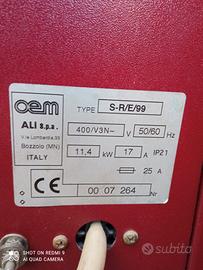 oem
ALI s.p.a.
V.le Lombardia, 33
Bozzolo (MN)
ITALY
TYPE S-R/E/99
400/V3N~ V 50/60 Hz
11,4 kW 17 A IP21
25 A
CE 00 07 264 Nr
SHOT ON REDMI 9
AI QUAD CAMERA
subito